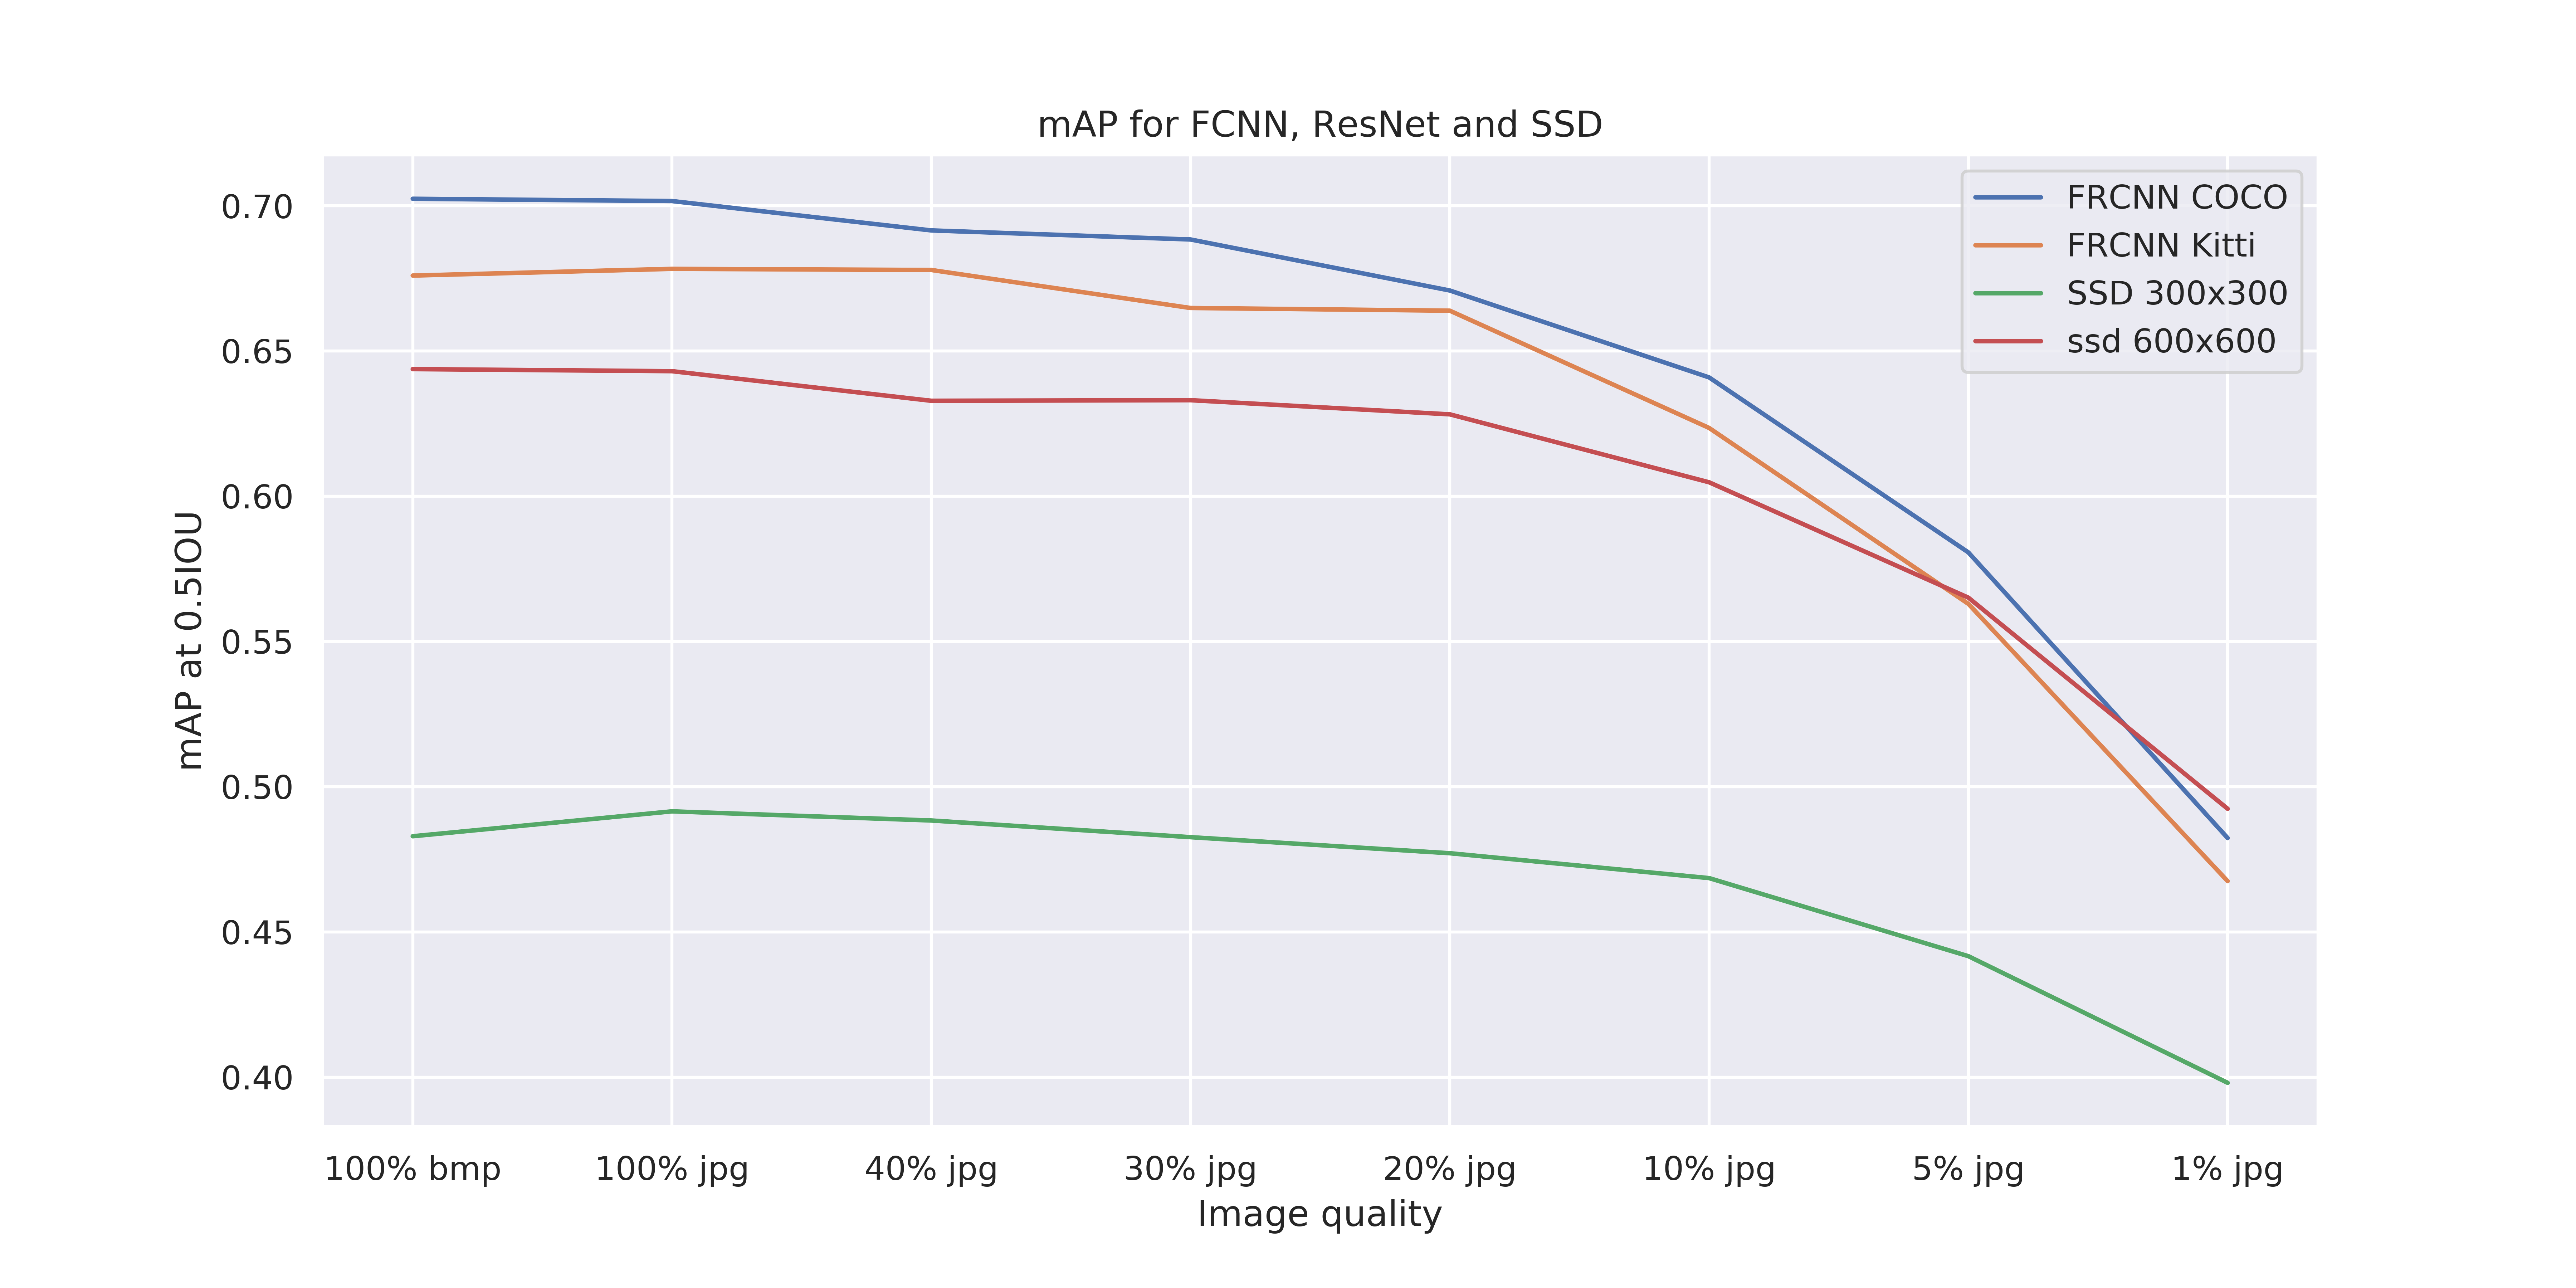 mAP for FCNN, ResNet and SSD
FRCNN COCO
FRCNN Kitti
SSD 300x300
ssd 600x600
mAP at 0.5IOU
0.70
0.65
0.60
0.55
0.50
0.45
0.40
100% bmp 100% jpg 40% jpg 30% jpg 20% jpg 10% jpg 5% jpg 1% jpg
Image quality